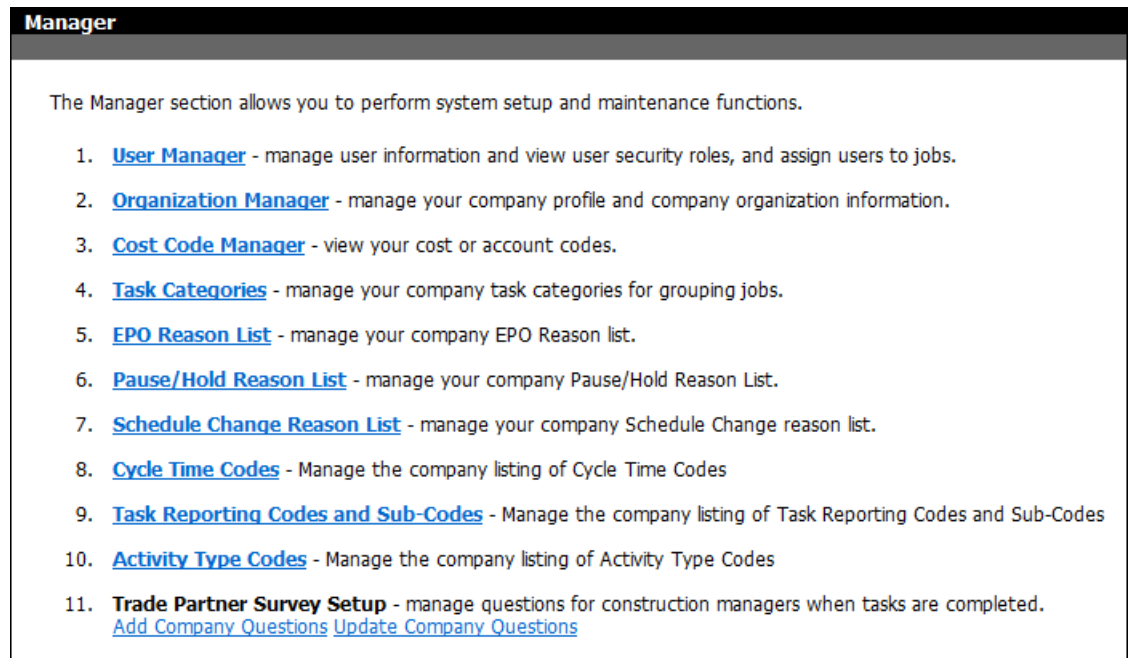 Manager
The Manager section allows you to perform system setup and maintenance functions.
1. User Manager - manage user information and view user security roles, and assign users to jobs.
2. Organization Manager - manage your company profile and company organization information.
3. Cost Code Manager - view your cost or account codes.
4. Task Categories - manage your company task categories for grouping jobs.
5. EPO Reason List - manage your company EPO Reason list.
6. Pause/Hold Reason List - manage your company Pause/Hold Reason List.
7. Schedule Change Reason List - manage your company Schedule Change reason list.
8. Cycle Time Codes - Manage the company listing of Cycle Time Codes
9. Task Reporting Codes and Sub-Codes - Manage the company listing of Task Reporting Codes and Sub-Codes
10. Activity Type Codes - Manage the company listing of Activity Type Codes
11. Trade Partner Survey Setup - manage questions for construction managers when tasks are completed.
Add Company Questions Update Company Questions